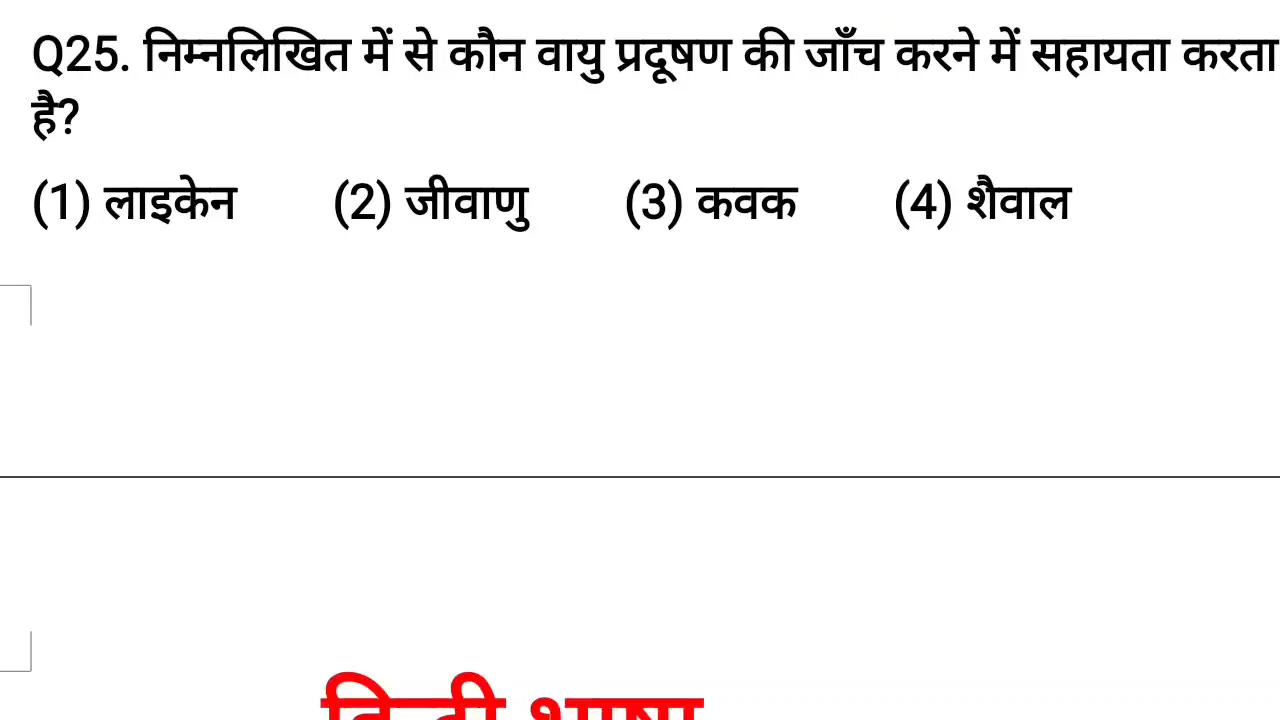 Q25. निम्नलिखित में से कौन वायु प्रदूषण की जाँच करने में सहायता करता
है?
(1) लाइकेन (2) जीवाणु (3) कवक (4) शैवाल
हिन्दी भाषा